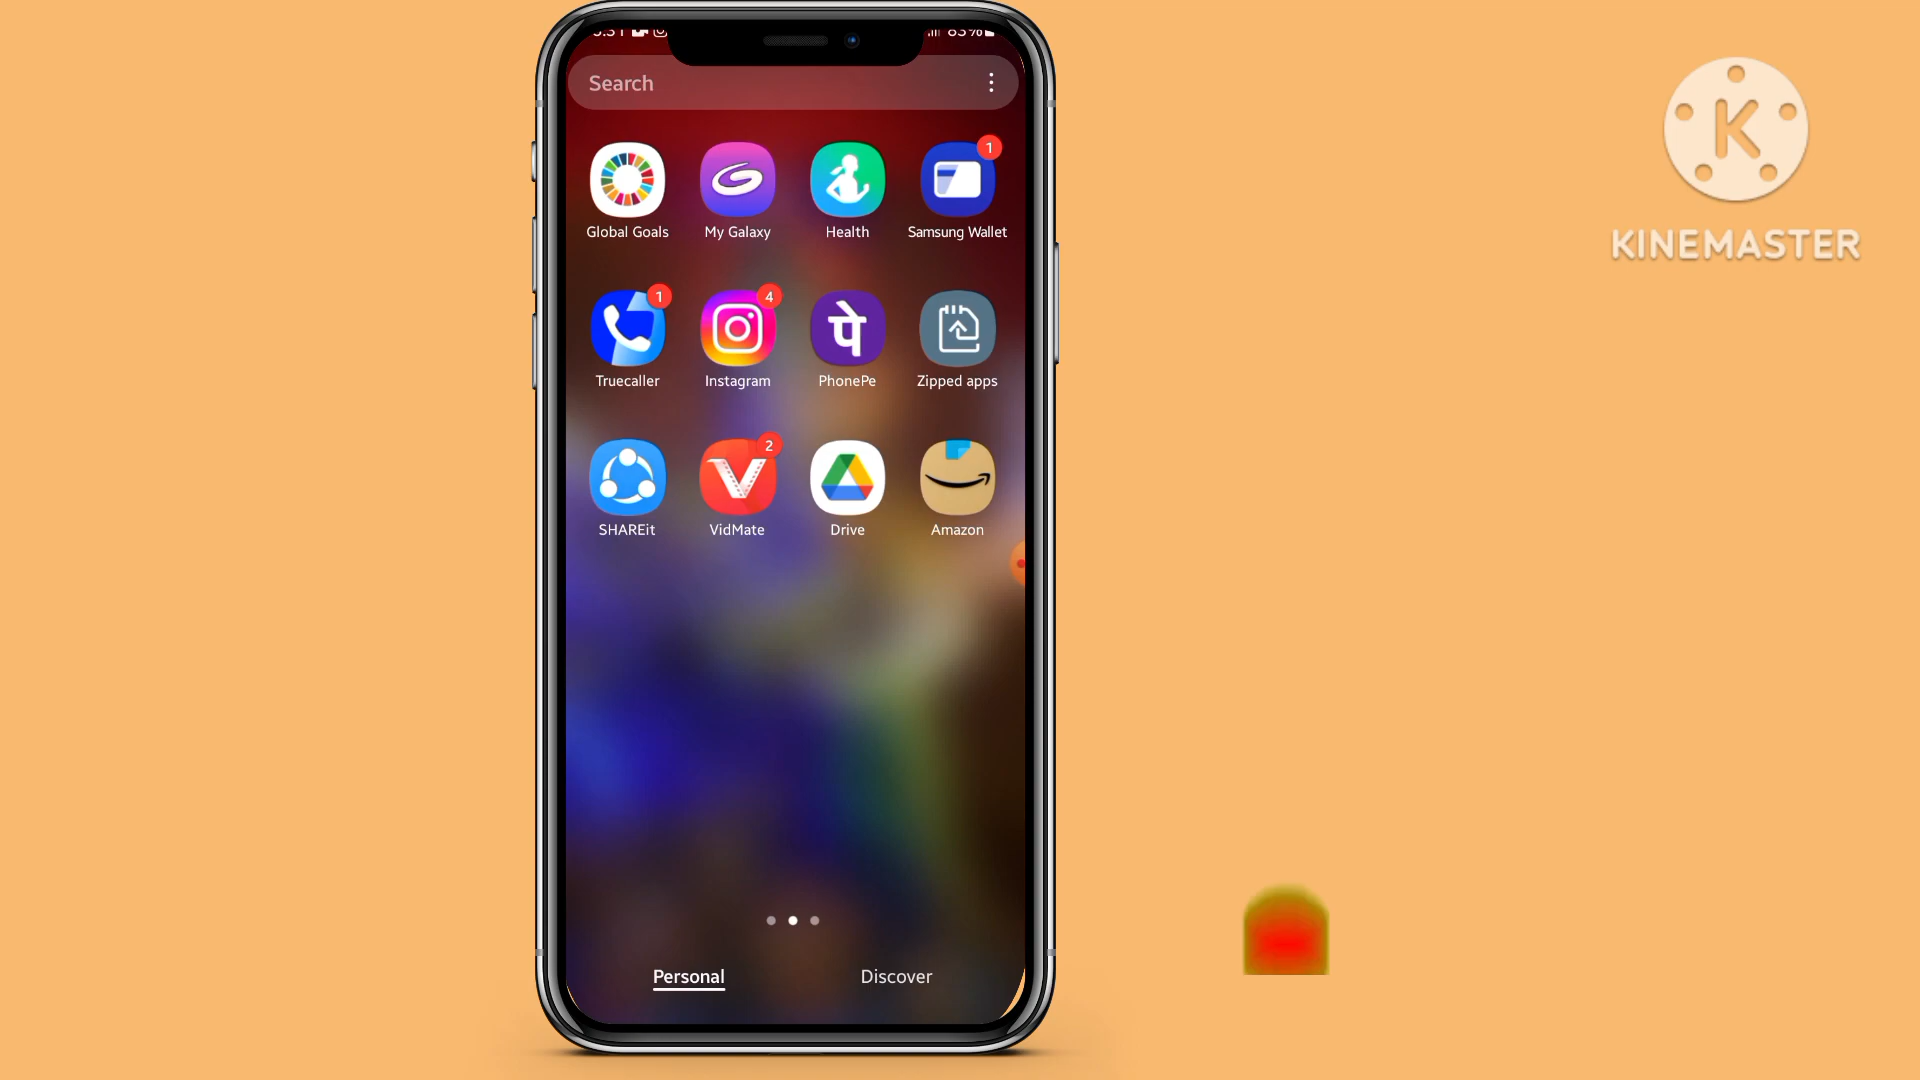 83%
Search
1
Global Goals
My Galaxy
Health
Samsung Wallet
1
4
पे
Truecaller
Instagram
PhonePe
Zipped apps
2
SHAREit
VidMate
Drive
Amazon
Personal
Discover
K
KINEMASTER